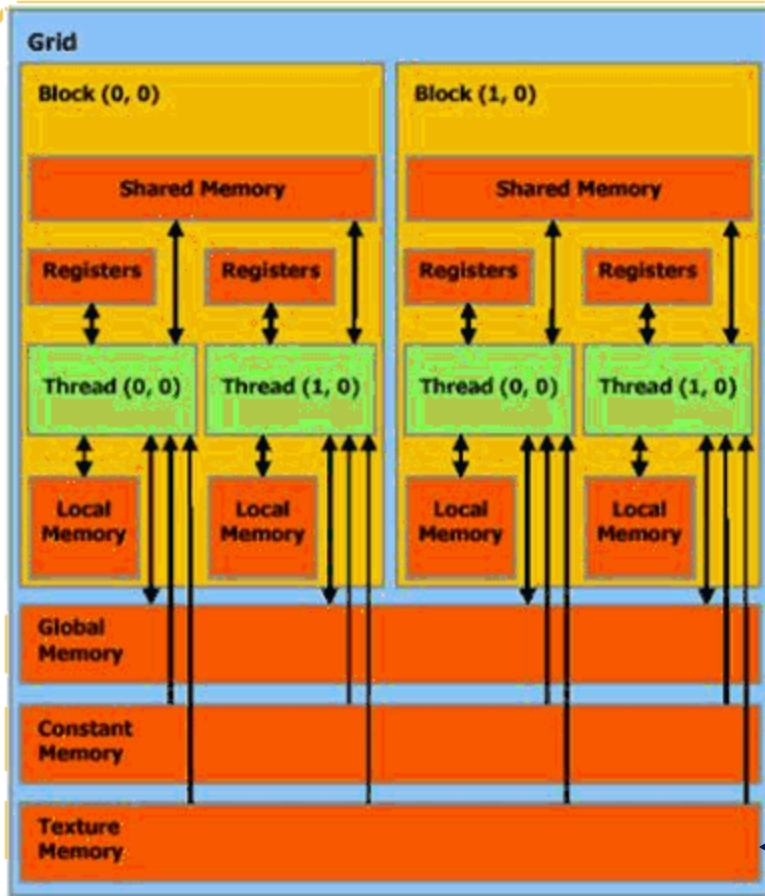 Grid
Block (0, 0)
Block (1, 0)
Shared Memory
Shared Memory
Registers
Registers
Registers
Registers
Thread (0, 0)
Thread (1, 0)
Thread (0, 0)
Thread (1, 0)
Local
Memory
Local
Memory
Local
Memory
Local
Memory
Global
Memory
Constant
Memory
Texture
Memory